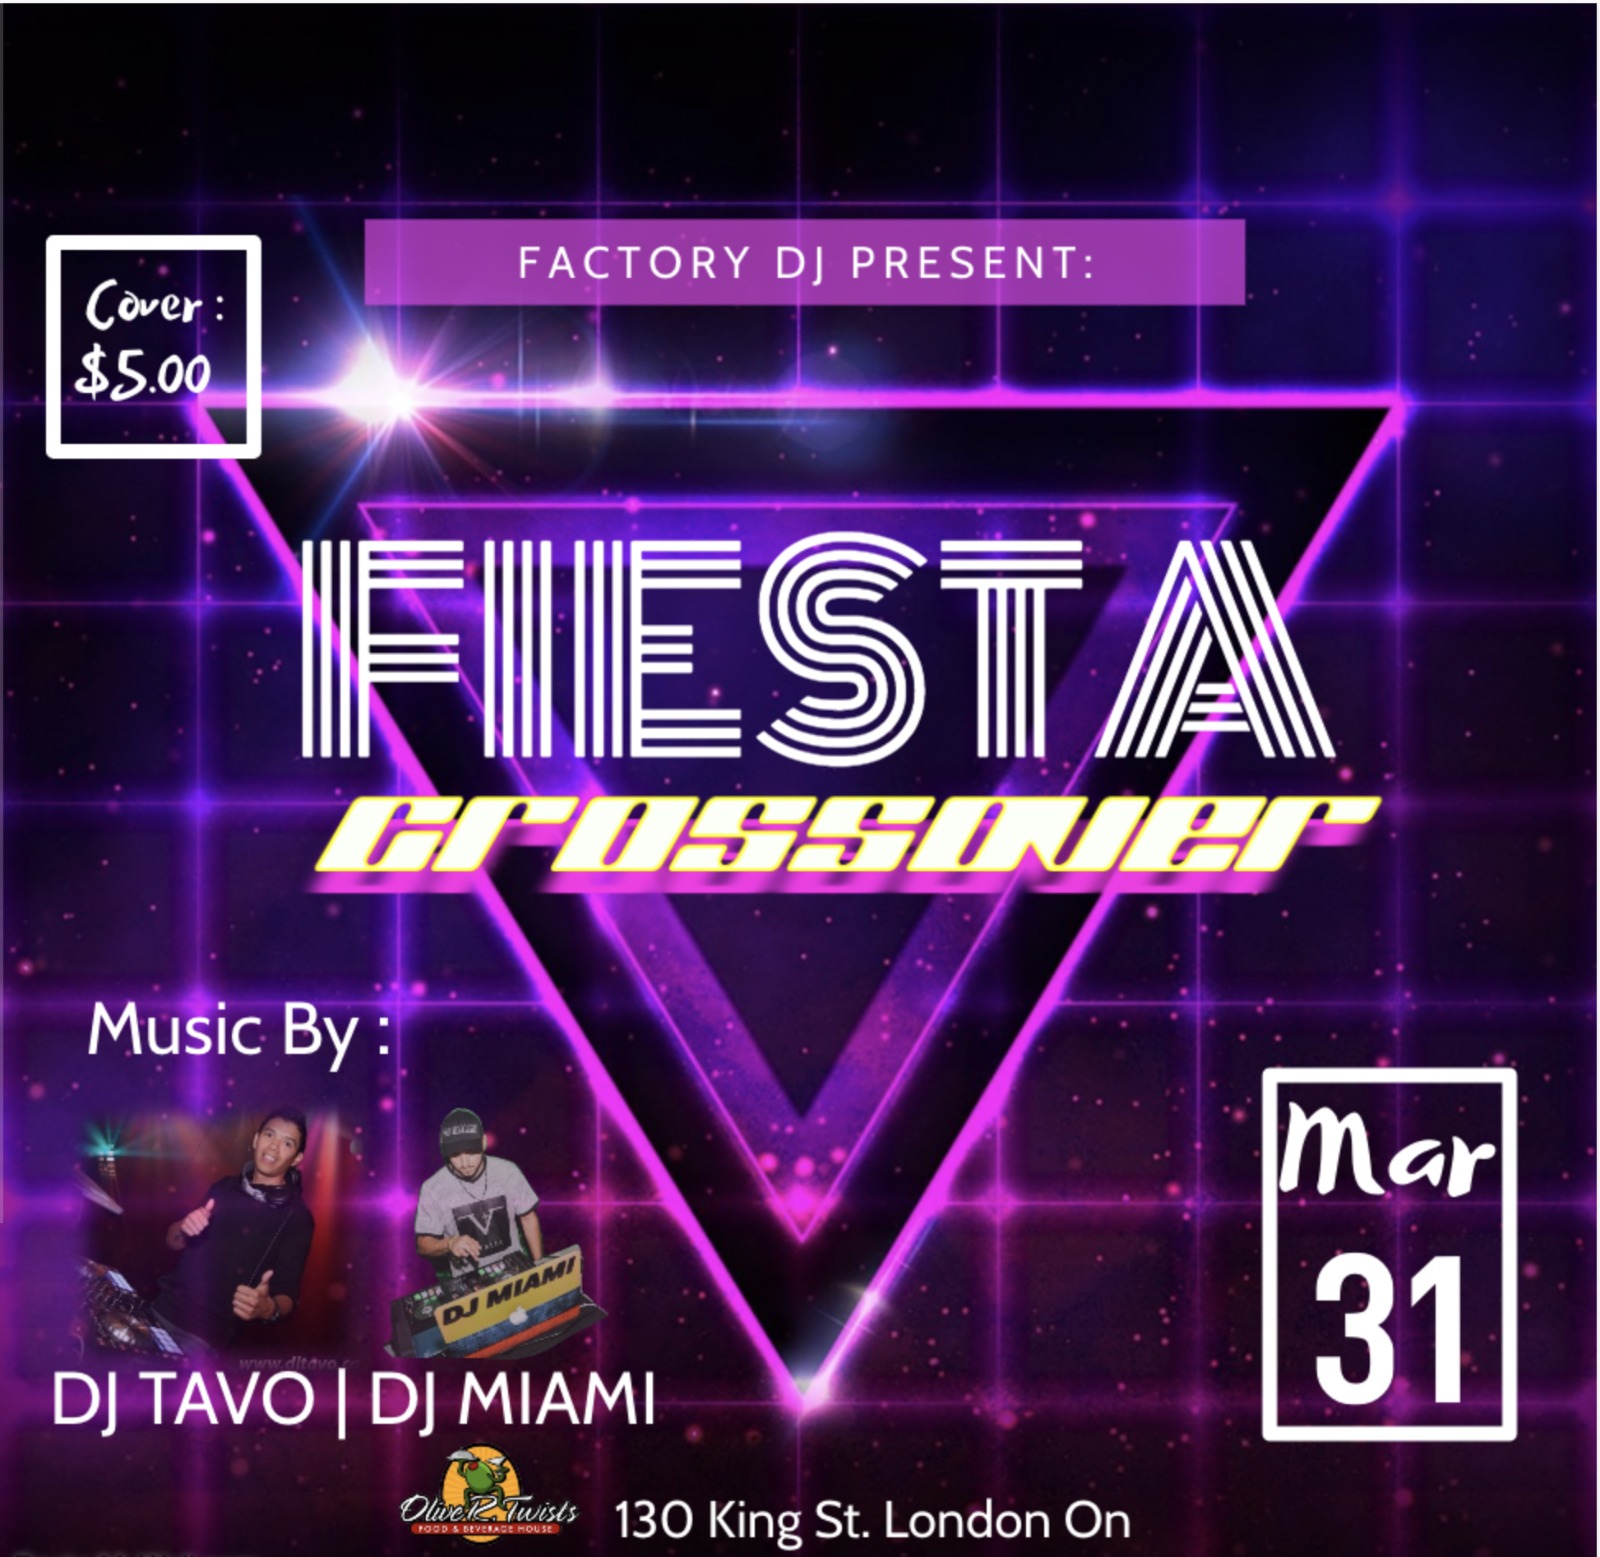 FACTORY DJ PRESENT:
Cover :
$5.00
FIESTA
crossover
Music By :
DJ MIAMI
DJ TAVO | DJ MIAMI
Mar
31
Olive R. Twists
FOOD & BEVERAGE HOUSE
130 King St. London On